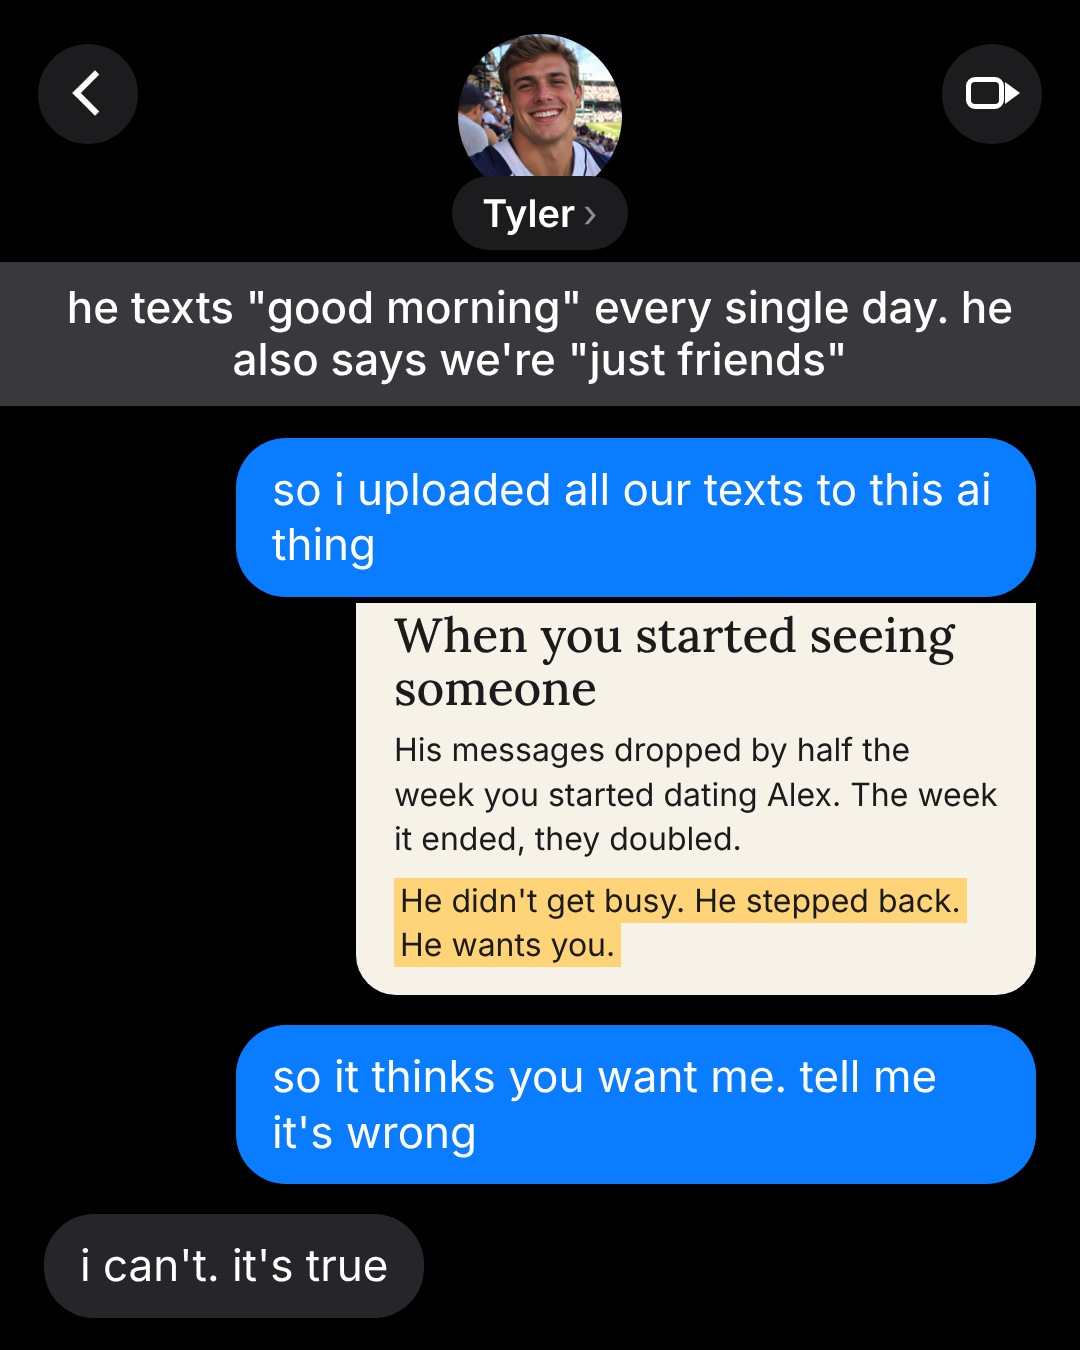 Tyler ›
he texts "good morning" every single day. he
also says we're "just friends"
so i uploaded all our texts to this ai
thing
When you started seeing
someone
His messages dropped by half the
week you started dating Alex. The week
it ended, they doubled.
He didn't get busy. He stepped back.
He wants you.
so it thinks you want me. tell me
it's wrong
i can't. it's true